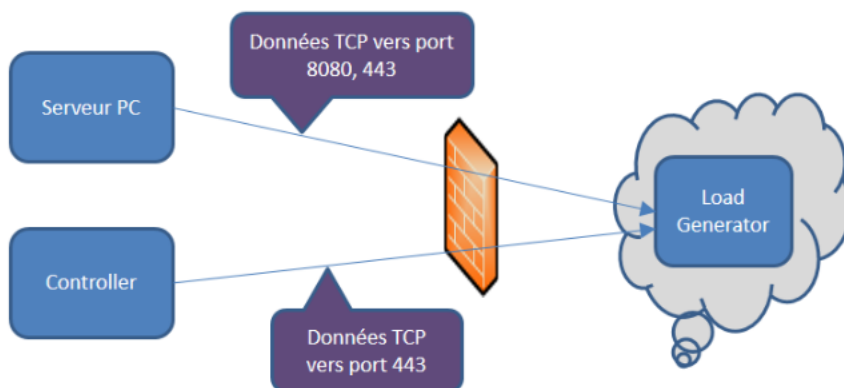 Données TCP vers port
8080, 443
Serveur PC
Load
Generator
Controller
Données TCP
vers port 443